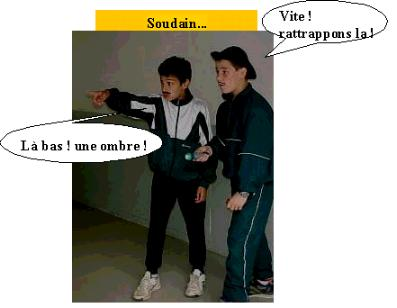 Soudain...
Vite !
rattrappons la !
Là bas ! une ombre !